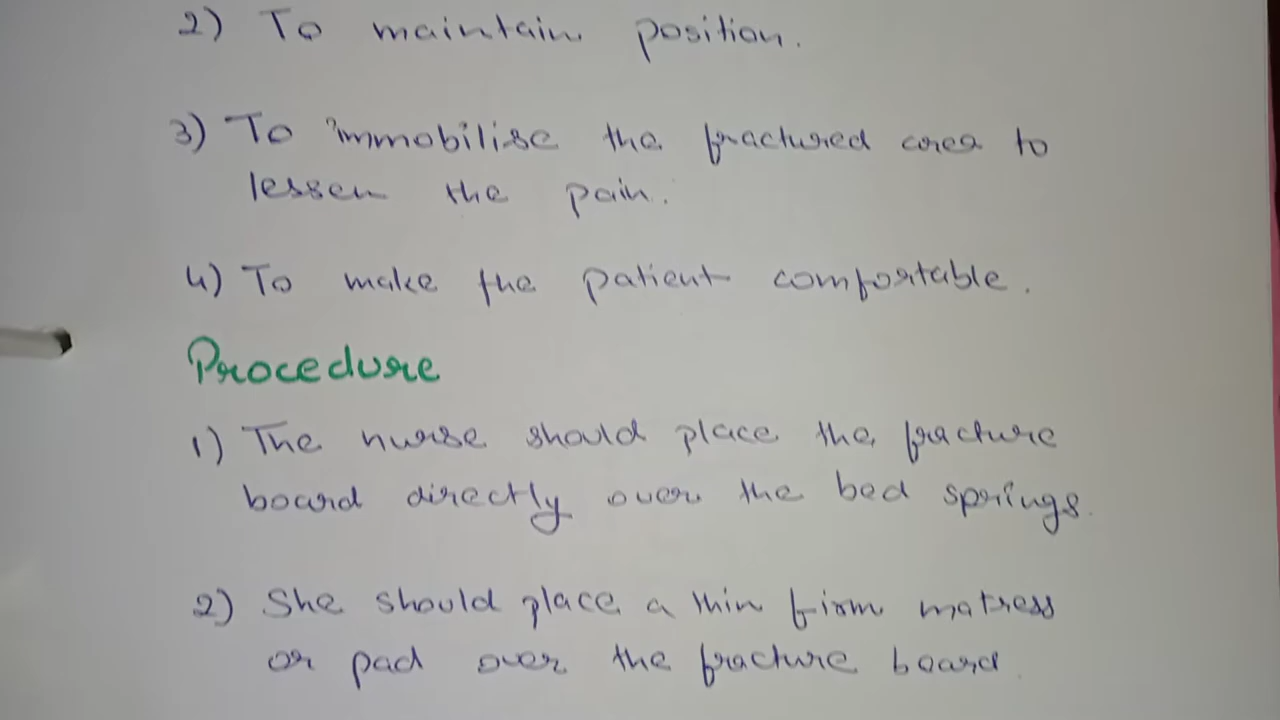 2) To maintain position.
3) To immobilise the fractured area to
lessen the pain.
4) To make the patient comfortable.
Procedure
1) The nurse should place the fracture
board directly over the bed springs.
2) She should place a thin firm matress
or pad over the fracture board.